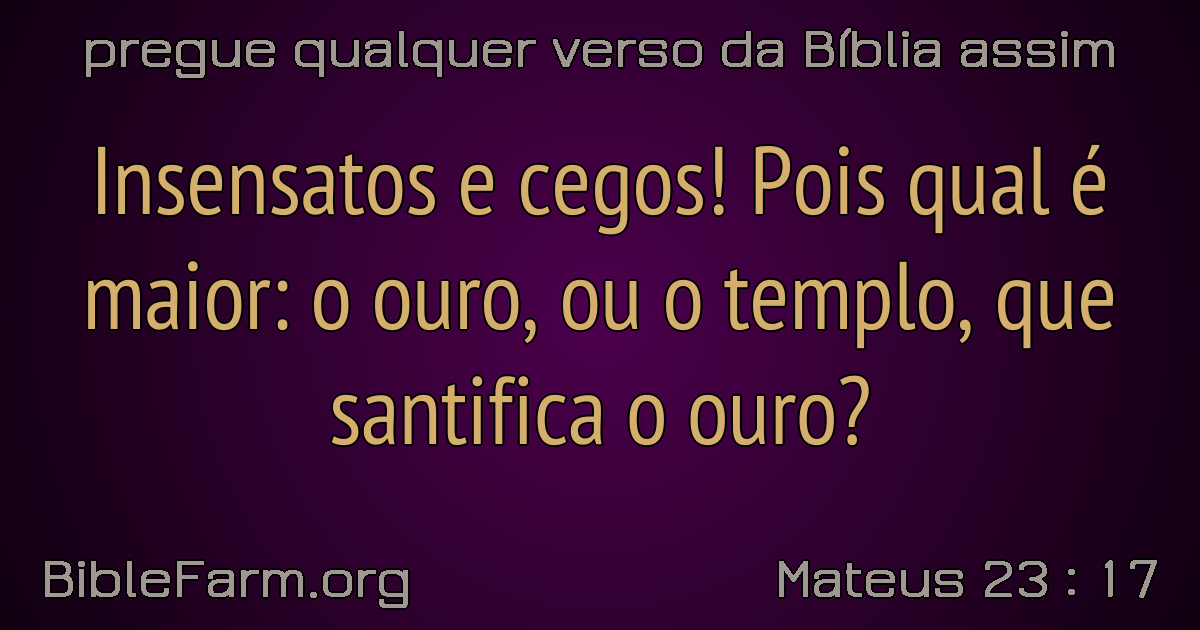 pregue qualquer verso da Bíblia assim
Insensatos e cegos! Pois qual é
maior: o ouro, ou o templo, que
santifica o ouro?
BibleFarm.org
Mateus 23 : 17